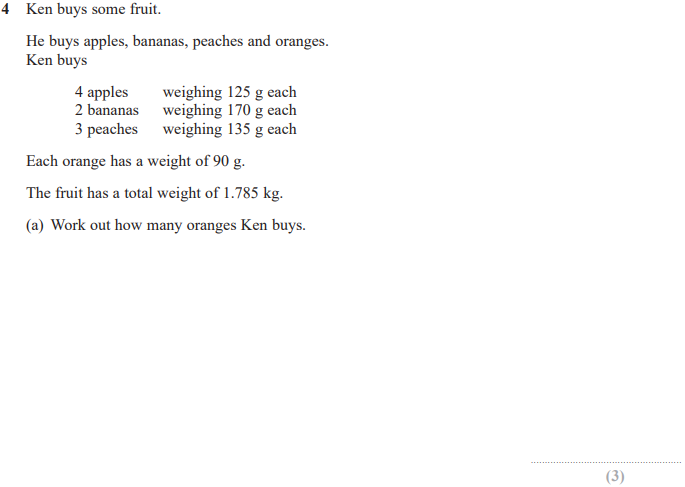 4 Ken buys some fruit.
He buys apples, bananas, peaches and oranges.
Ken buys
4 apples weighing 125 g each
2 bananas weighing 170 g each
3 peaches weighing 135 g each
Each orange has a weight of 90 g.
The fruit has a total weight of 1.785 kg.
(a) Work out how many oranges Ken buys.
(3)